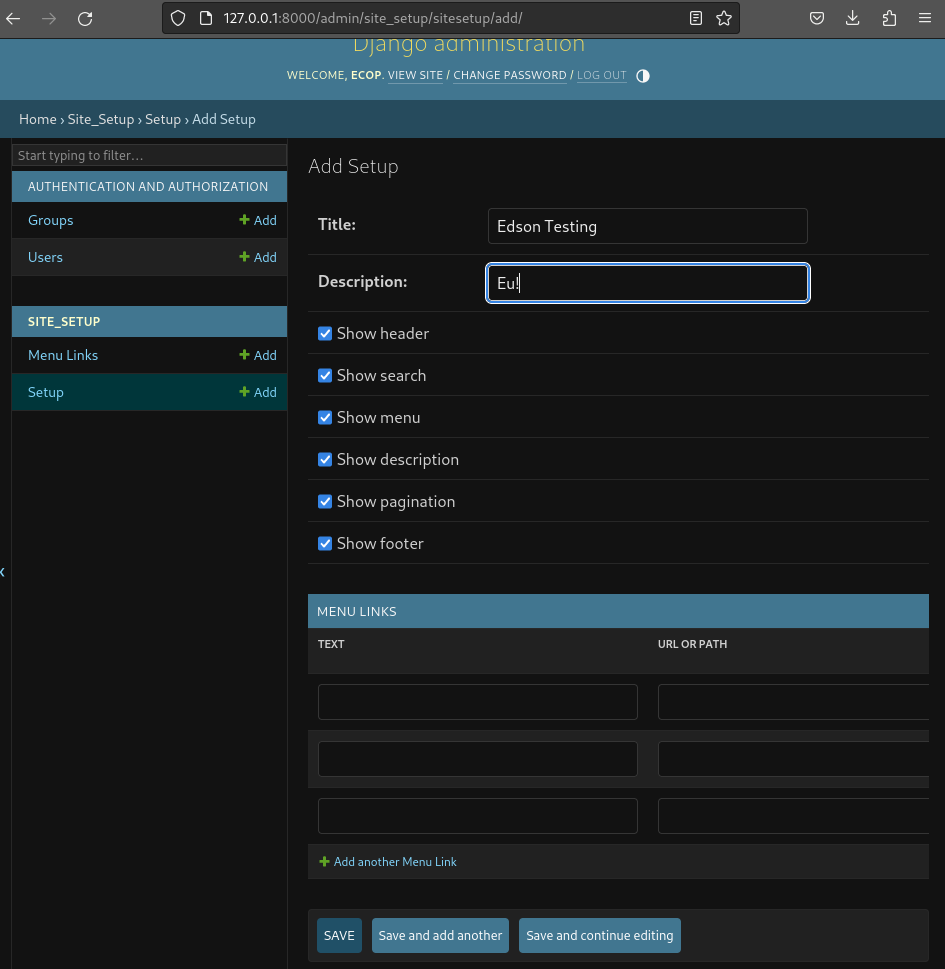 127.0.0.1:8000/admin/site_setup/sitesetup/add/
Django administration
WELCOME, ECOP. VIEW SITE / CHANGE PASSWORD / LOG OUT
Home › Site_Setup › Setup › Add Setup
Start typing to filter…
AUTHENTICATION AND AUTHORIZATION
Groups + Add
Users + Add
SITE_SETUP
Menu Links + Add
Setup + Add
Add Setup
Title: Edson Testing
Description: Eu!
Show header
Show search
Show menu
Show description
Show pagination
Show footer
MENU LINKS
TEXT URL OR PATH
+ Add another Menu Link
SAVE Save and add another Save and continue editing